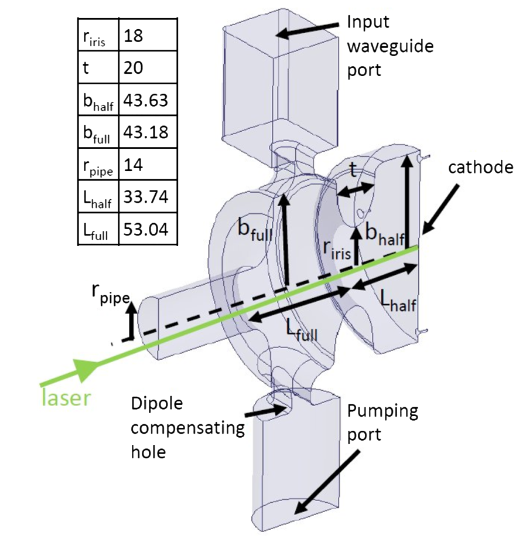 r_iris 18
t 20
b_half 43.63
b_full 43.18
r_pipe 14
L_half 33.74
L_full 53.04
Input
waveguide
port
t
cathode
b_full
r_iris
b_half
r_pipe
L_full
L_half
laser
Dipole
compensating
hole
Pumping
port